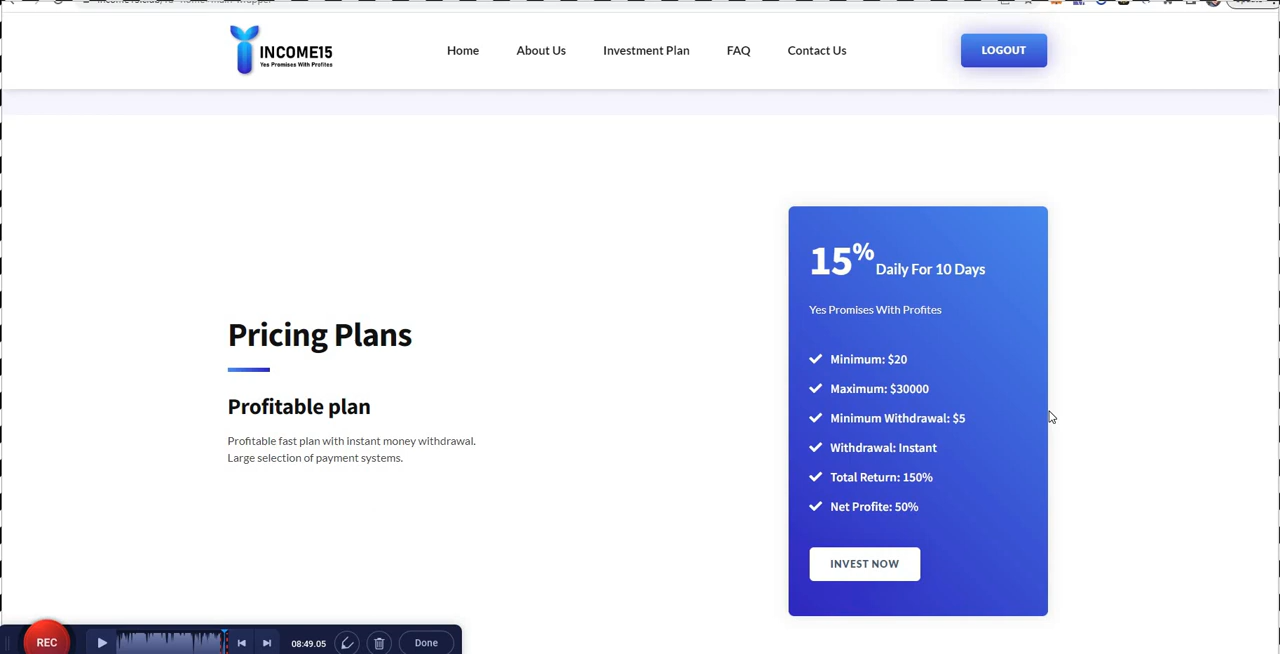 INCOME15
Yes Promises With Profites
Home
About Us
Investment Plan
FAQ
Contact Us
LOGOUT
Pricing Plans
Profitable plan
Profitable fast plan with instant money withdrawal.
Large selection of payment systems.
15% Daily For 10 Days
Yes Promises With Profites
Minimum: $20
Maximum: $30000
Minimum Withdrawal: $5
Withdrawal: Instant
Total Return: 150%
Net Profite: 50%
INVEST NOW
REC
08:49.05
Done